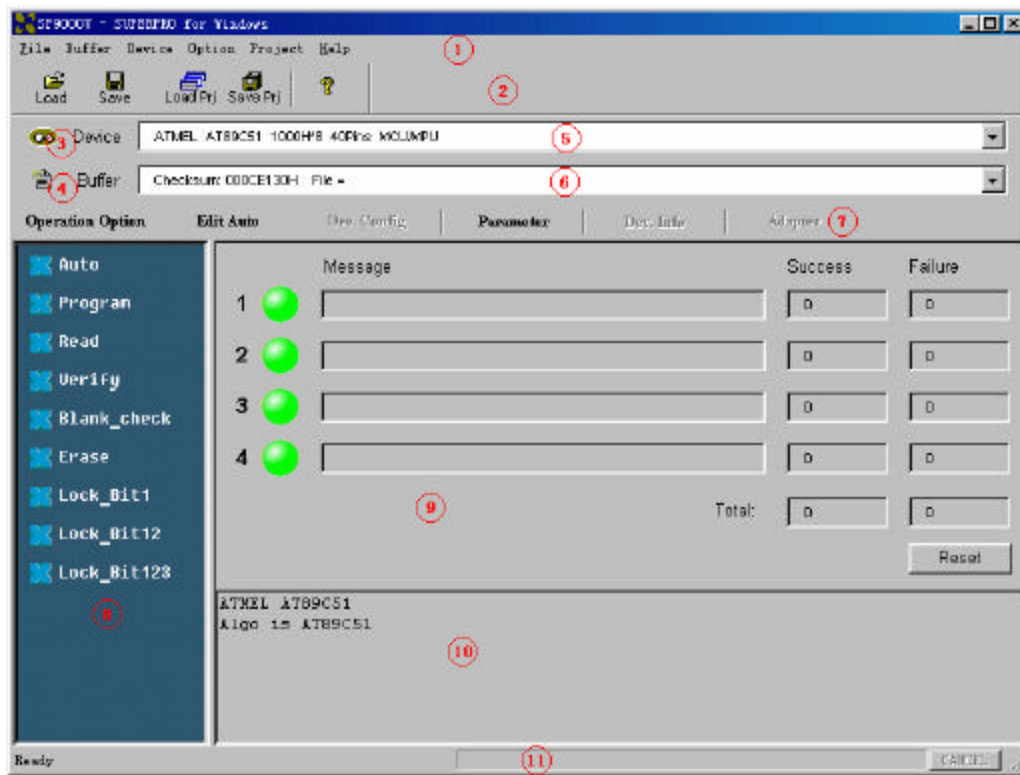 SP9000T - SUPERPRO for Windows
File Buffer Device Option Project Help 1
Load Save Load Prj Save Prj ? 2
3 Device ATMEL AT89C51 1000H*8 40Pins MCU/MPU 5
4 Buffer Checksum: 000CE130H File = 6
Operation Option Edit Auto Dev. Config. Parameter Dev. Info Adapter 7
Auto
Program
Read
Verify
Blank_check
Erase
Lock_Bit1
Lock_Bit12
Lock_Bit123
8
Message Success Failure
1 0 0
2 0 0
3 0 0
4 0 0
9 Total: 0 0
Reset
ATMEL AT89C51
Algo is AT89C51
10
Ready 11 CANCEL